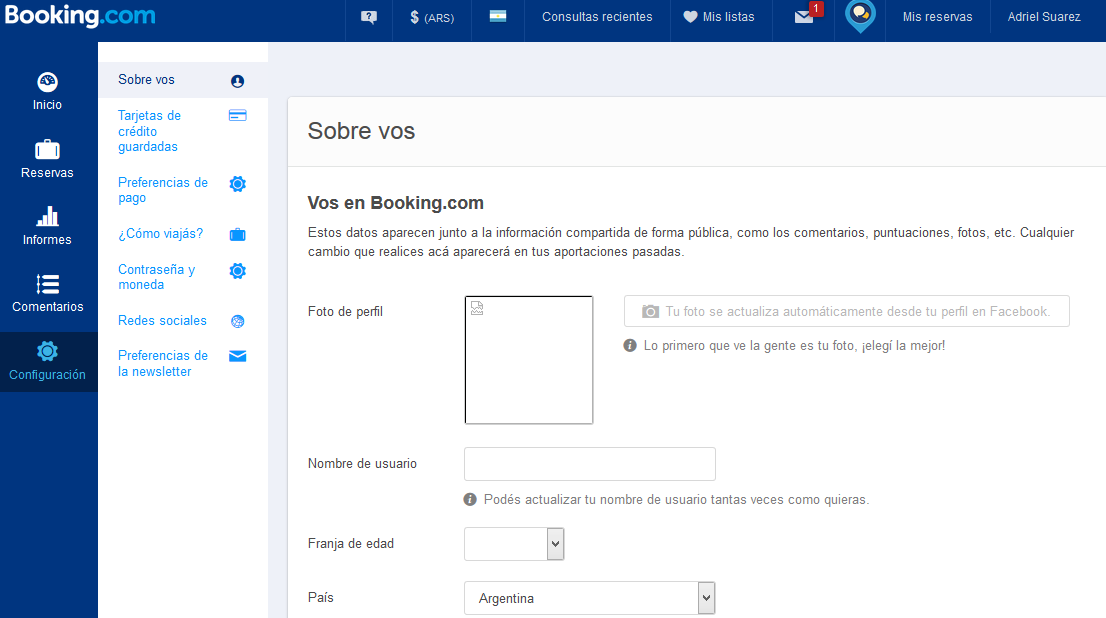 Booking.com
$ (ARS)
Consultas recientes
Mis listas
1
Mis reservas
Adriel Suarez
Inicio
Reservas
Informes
Comentarios
Configuración
Sobre vos
Tarjetas de
crédito
guardadas
Preferencias de
pago
¿Cómo viajás?
Contraseña y
moneda
Redes sociales
Preferencias de
la newsletter
Sobre vos
Vos en Booking.com
Estos datos aparecen junto a la información compartida de forma pública, como los comentarios, puntuaciones, fotos, etc. Cualquier
cambio que realices acá aparecerá en tus aportaciones pasadas.
Foto de perfil
Tu foto se actualiza automáticamente desde tu perfil en Facebook.
Lo primero que ve la gente es tu foto, ¡elegí la mejor!
Nombre de usuario
Podés actualizar tu nombre de usuario tantas veces como quieras.
Franja de edad
País
Argentina